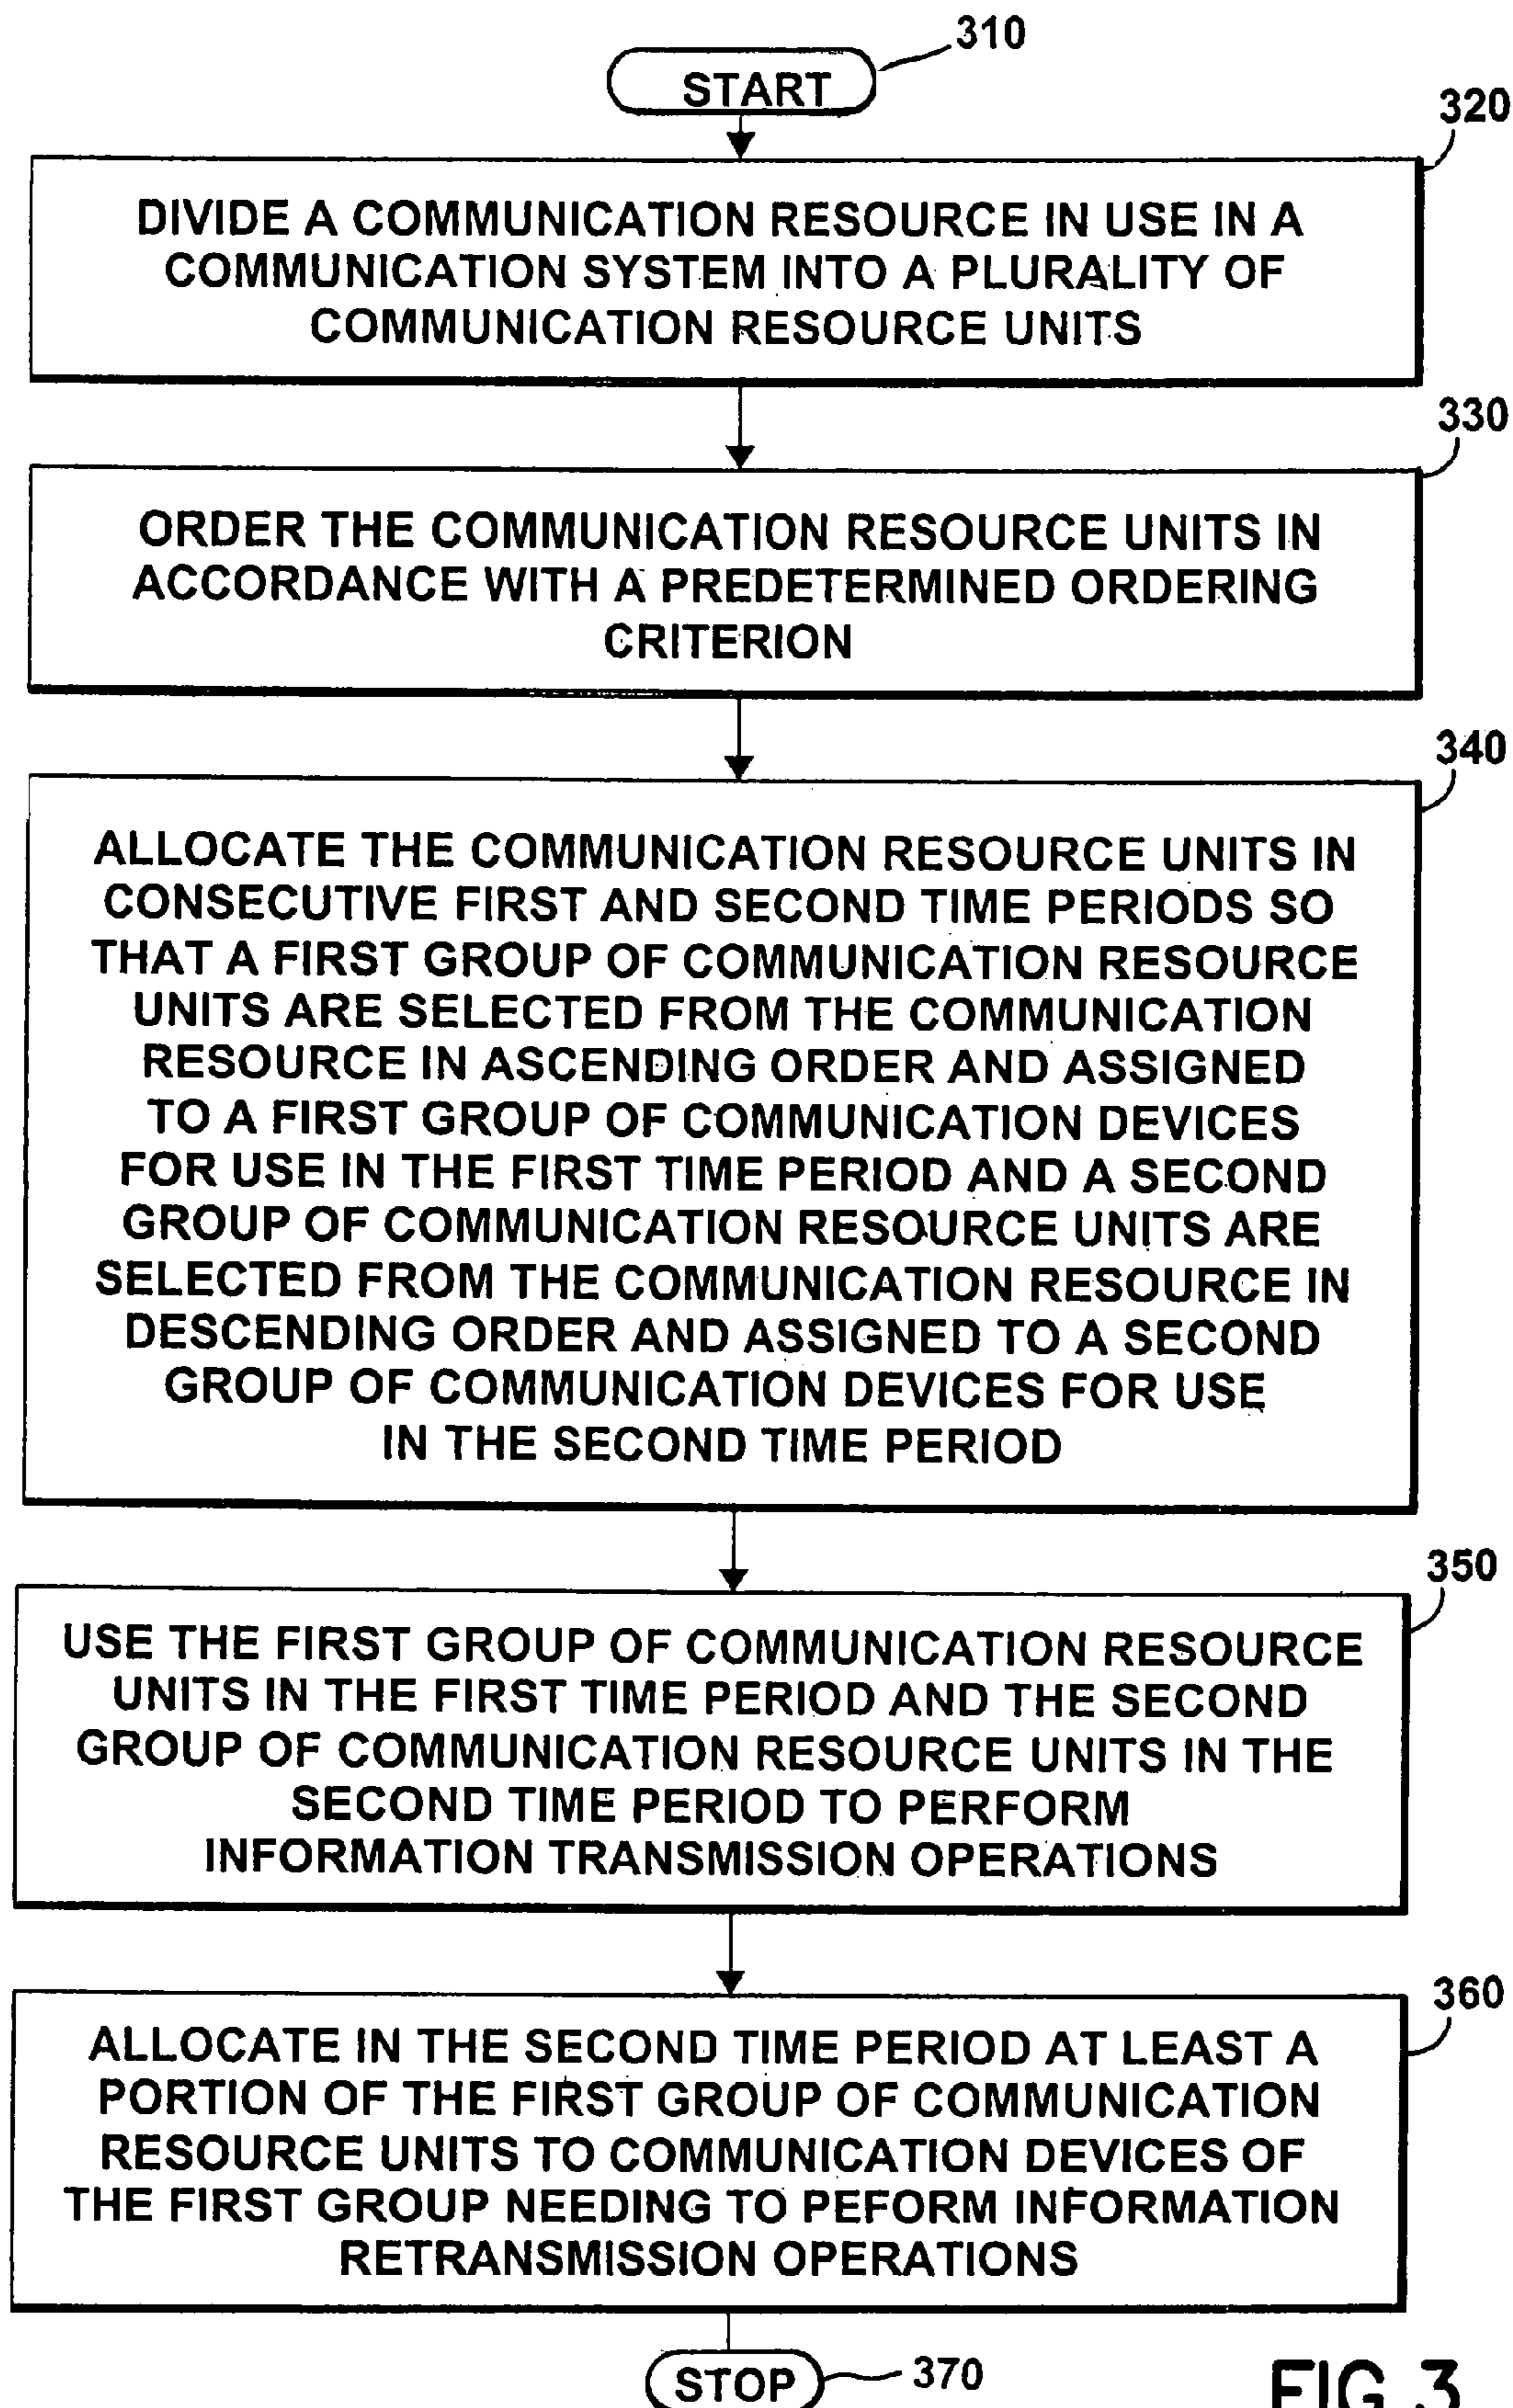 310
START
320
DIVIDE A COMMUNICATION RESOURCE IN USE IN A
COMMUNICATION SYSTEM INTO A PLURALITY OF
COMMUNICATION RESOURCE UNITS
330
ORDER THE COMMUNICATION RESOURCE UNITS IN
ACCORDANCE WITH A PREDETERMINED ORDERING
CRITERION
340
ALLOCATE THE COMMUNICATION RESOURCE UNITS IN
CONSECUTIVE FIRST AND SECOND TIME PERIODS SO
THAT A FIRST GROUP OF COMMUNICATION RESOURCE
UNITS ARE SELECTED FROM THE COMMUNICATION
RESOURCE IN ASCENDING ORDER AND ASSIGNED
TO A FIRST GROUP OF COMMUNICATION DEVICES
FOR USE IN THE FIRST TIME PERIOD AND A SECOND
GROUP OF COMMUNICATION RESOURCE UNITS ARE
SELECTED FROM THE COMMUNICATION RESOURCE IN
DESCENDING ORDER AND ASSIGNED TO A SECOND
GROUP OF COMMUNICATION DEVICES FOR USE
IN THE SECOND TIME PERIOD
350
USE THE FIRST GROUP OF COMMUNICATION RESOURCE
UNITS IN THE FIRST TIME PERIOD AND THE SECOND
GROUP OF COMMUNICATION RESOURCE UNITS IN THE
SECOND TIME PERIOD TO PERFORM
INFORMATION TRANSMISSION OPERATIONS
360
ALLOCATE IN THE SECOND TIME PERIOD AT LEAST A
PORTION OF THE FIRST GROUP OF COMMUNICATION
RESOURCE UNITS TO COMMUNICATION DEVICES OF
THE FIRST GROUP NEEDING TO PEFORM INFORMATION
RETRANSMISSION OPERATIONS
STOP
370
FIG.3